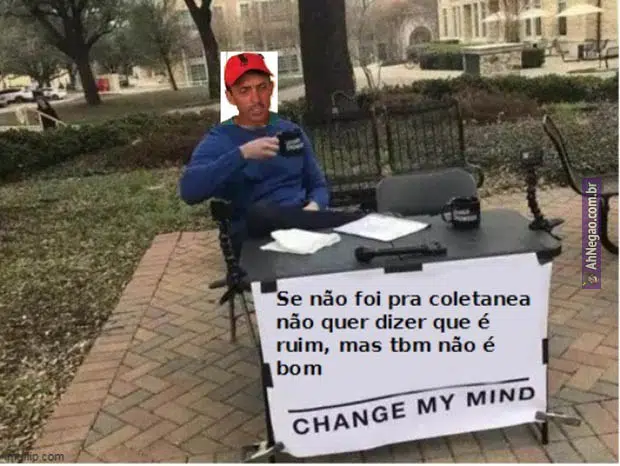 AhNegao.com.br
Se não foi pra coletanea
não quer dizer que é
ruim, mas tbm não é
bom
CHANGE MY MIND
imgflip.com